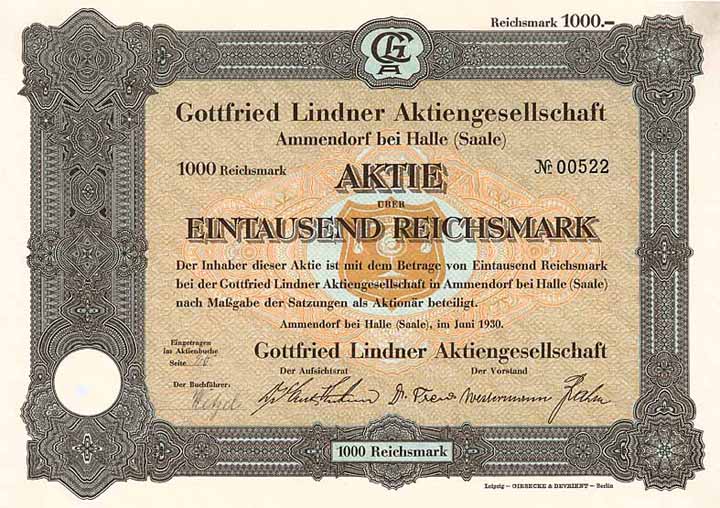 Reichsmark 1000.–
GLA
Gottfried Lindner Aktiengesellschaft
Ammendorf bei Halle (Saale)
1000 Reichsmark
AKTIE
№ 00522
ÜBER
EINTAUSEND REICHSMARK
Der Inhaber dieser Aktie ist mit dem Betrage von Eintausend Reichsmark
bei der Gottfried Lindner Aktiengesellschaft in Ammendorf bei Halle (Saale)
nach Maßgabe der Satzungen als Aktionär beteiligt.
Ammendorf bei Halle (Saale), im Juni 1930.
Eingetragen
im Aktienbuche
Seite
Gottfried Lindner Aktiengesellschaft
Der Aufsichtsrat Der Vorstand
Der Buchführer:
Westermann
1000 Reichsmark
Leipzig — GIESECKE & DEVRIENT — Berlin